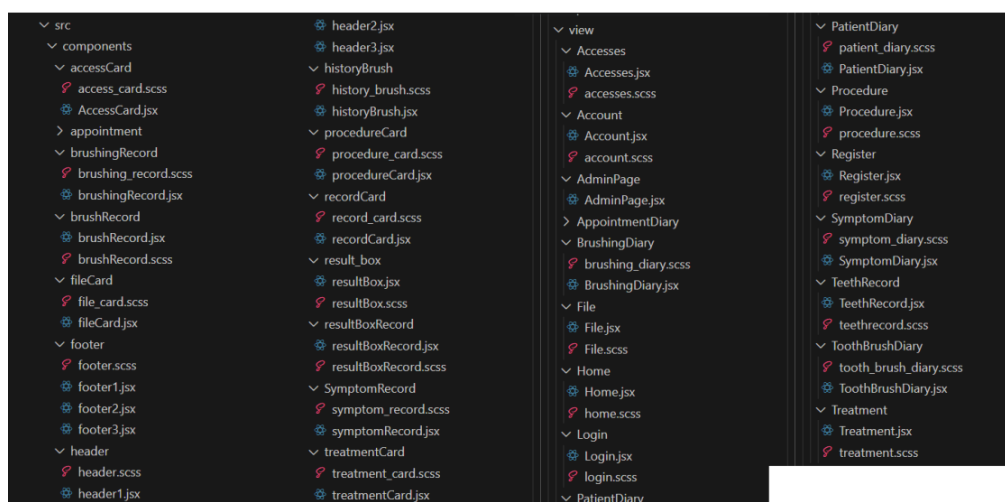 src
components
accessCard
access_card.scss
AccessCard.jsx
appointment
brushingRecord
brushing_record.scss
brushingRecord.jsx
brushRecord
brushRecord.jsx
brushRecord.scss
fileCard
file_card.scss
fileCard.jsx
footer
footer.scss
footer1.jsx
footer2.jsx
footer3.jsx
header
header.scss
header1.jsx
header2.jsx
header3.jsx
historyBrush
history_brush.scss
historyBrush.jsx
procedureCard
procedure_card.scss
procedureCard.jsx
recordCard
record_card.scss
recordCard.jsx
result_box
resultBox.jsx
resultBox.scss
resultBoxRecord
resultBoxRecord.jsx
resultBoxRecord.scss
SymptomRecord
symptom_record.scss
symptomRecord.jsx
treatmentCard
treatment_card.scss
treatmentCard.jsx
view
Accesses
Accesses.jsx
accesses.scss
Account
Account.jsx
account.scss
AdminPage
AdminPage.jsx
AppointmentDiary
BrushingDiary
brushing_diary.scss
BrushingDiary.jsx
File
File.jsx
File.scss
Home
Home.jsx
home.scss
Login
Login.jsx
login.scss
PatientDiary
PatientDiary
patient_diary.scss
PatientDiary.jsx
Procedure
Procedure.jsx
procedure.scss
Register
Register.jsx
register.scss
SymptomDiary
symptom_diary.scss
SymptomDiary.jsx
TeethRecord
TeethRecord.jsx
teethrecord.scss
ToothBrushDiary
tooth_brush_diary.scss
ToothBrushDiary.jsx
Treatment
Treatment.jsx
treatment.scss